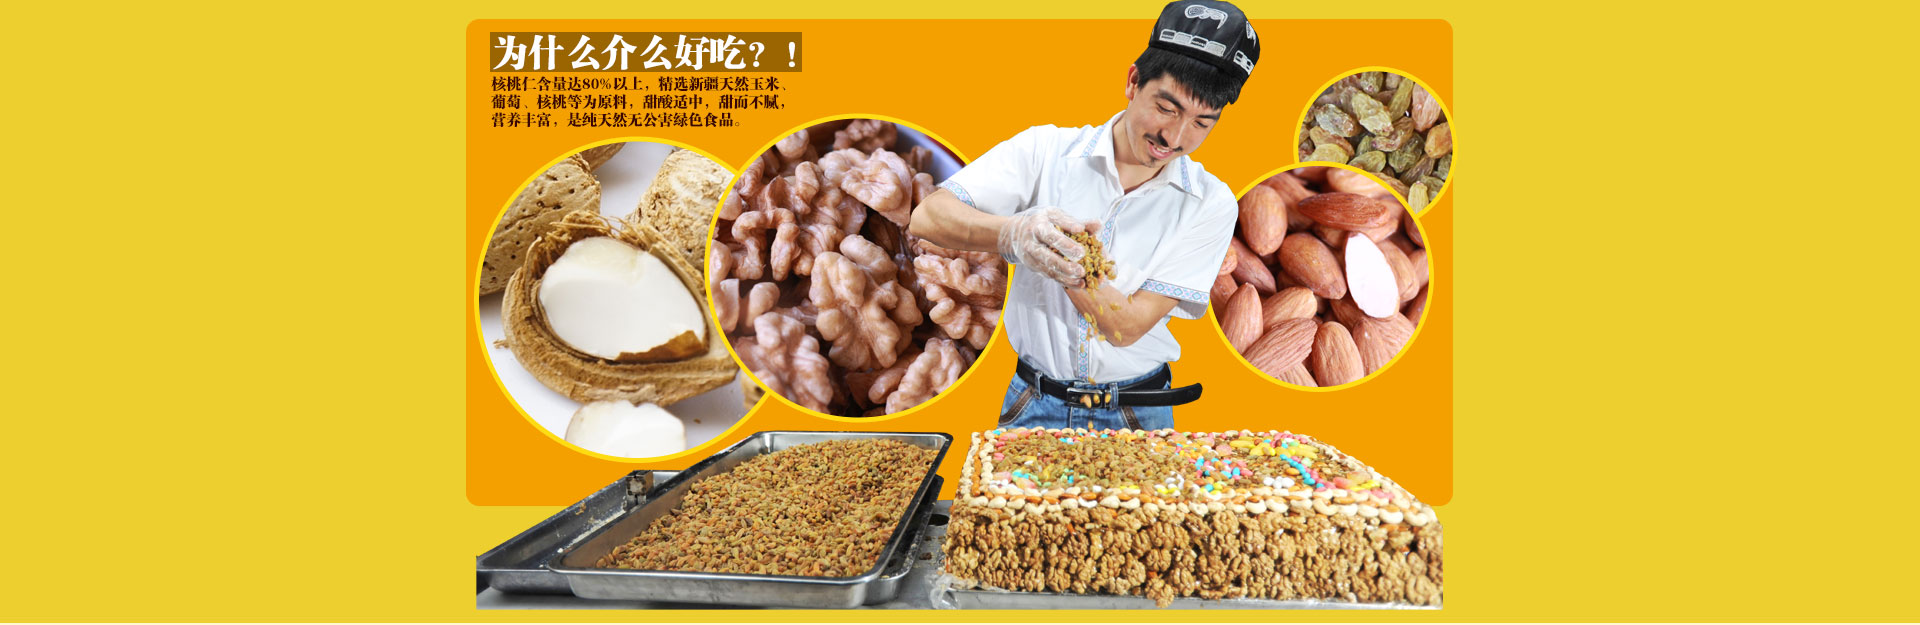 为什么介么好吃？！
核桃仁含量达80%以上，精选新疆天然玉米、
葡萄、核桃等为原料，甜酸适中，甜而不腻，
营养丰富，是纯天然无公害绿色食品。